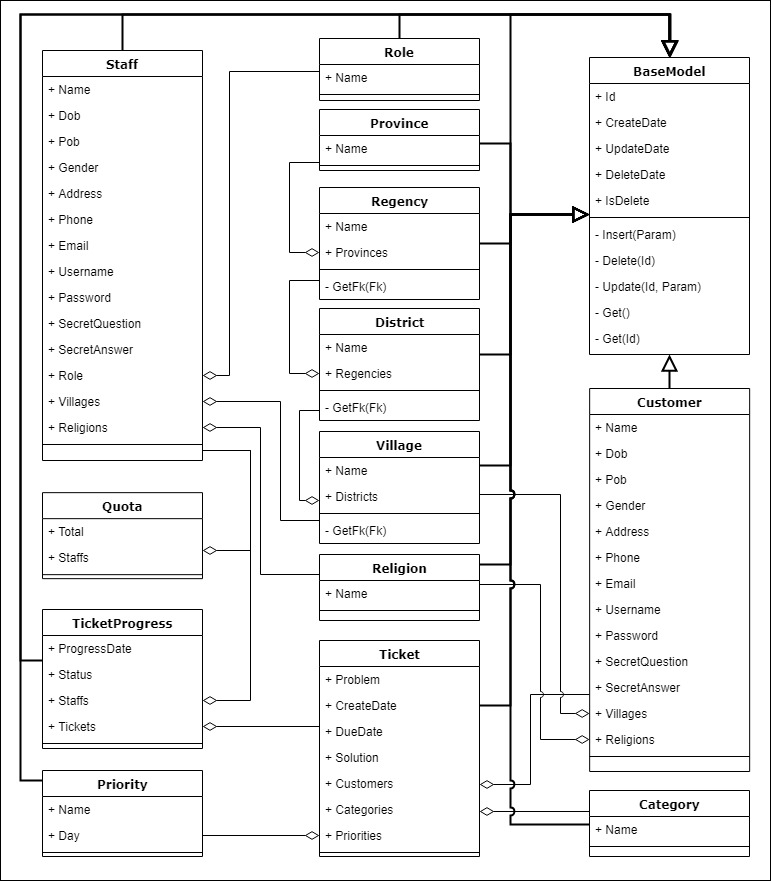 Staff
+ Name
+ Dob
+ Pob
+ Gender
+ Address
+ Phone
+ Email
+ Username
+ Password
+ SecretQuestion
+ SecretAnswer
+ Role
+ Villages
+ Religions
Quota
+ Total
+ Staffs
TicketProgress
+ ProgressDate
+ Status
+ Staffs
+ Tickets
Priority
+ Name
+ Day
Role
+ Name
Province
+ Name
Regency
+ Name
+ Provinces
- GetFk(Fk)
District
+ Name
+ Regencies
- GetFk(Fk)
Village
+ Name
+ Districts
- GetFk(Fk)
Religion
+ Name
Ticket
+ Problem
+ CreateDate
+ DueDate
+ Solution
+ Customers
+ Categories
+ Priorities
BaseModel
+ Id
+ CreateDate
+ UpdateDate
+ DeleteDate
+ IsDelete
- Insert(Param)
- Delete(Id)
- Update(Id, Param)
- Get()
- Get(Id)
Customer
+ Name
+ Dob
+ Pob
+ Gender
+ Address
+ Phone
+ Email
+ Username
+ Password
+ SecretQuestion
+ SecretAnswer
+ Villages
+ Religions
Category
+ Name